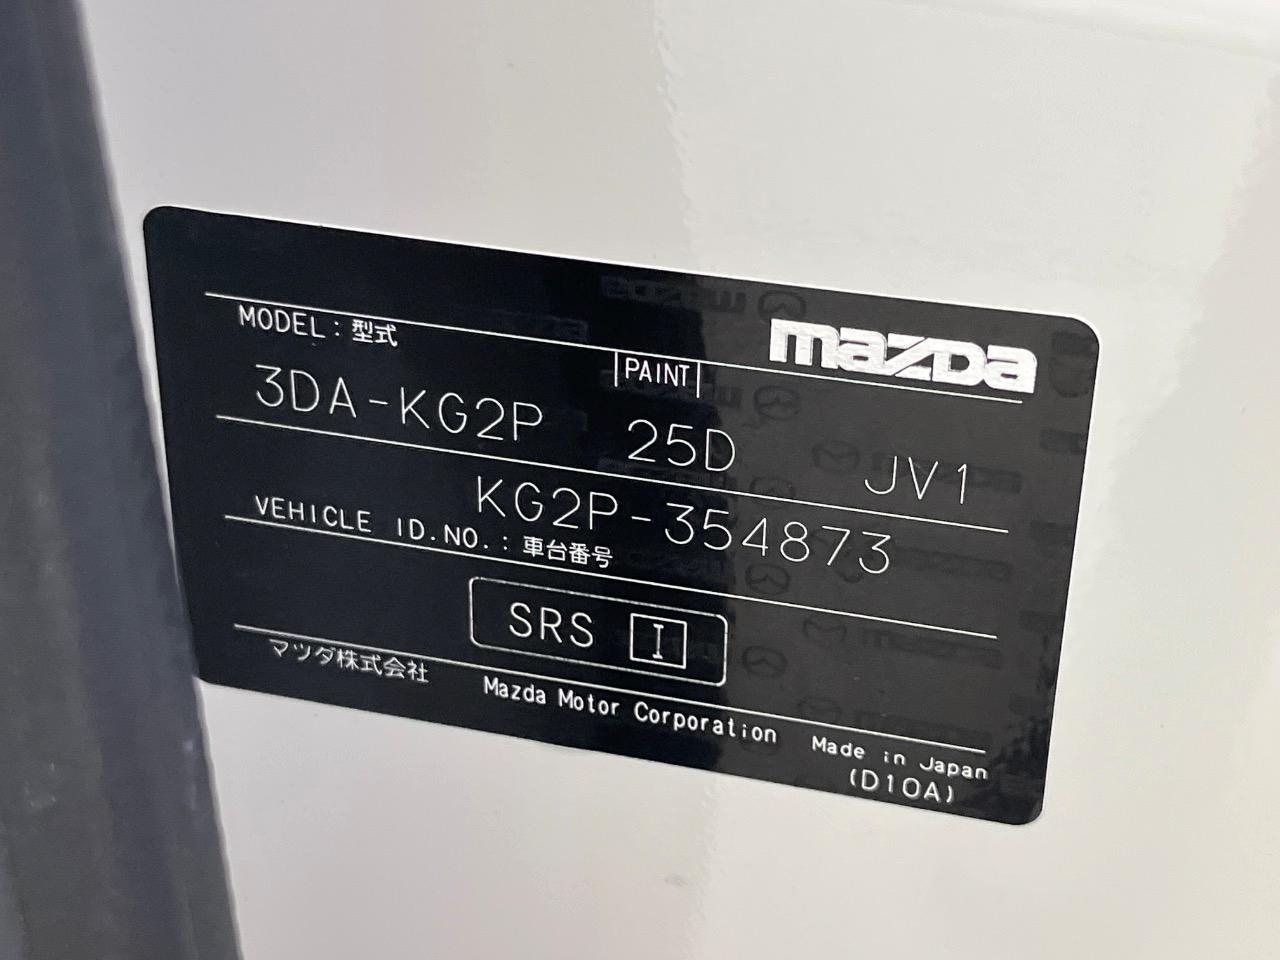 mazda
MODEL : 型式
PAINT
3DA-KG2P 25D JV1
KG2P-354873
VEHICLE ID.NO. : 車台番号
SRS I
マツダ株式会社 Mazda Motor Corporation Made in Japan
(D10A)